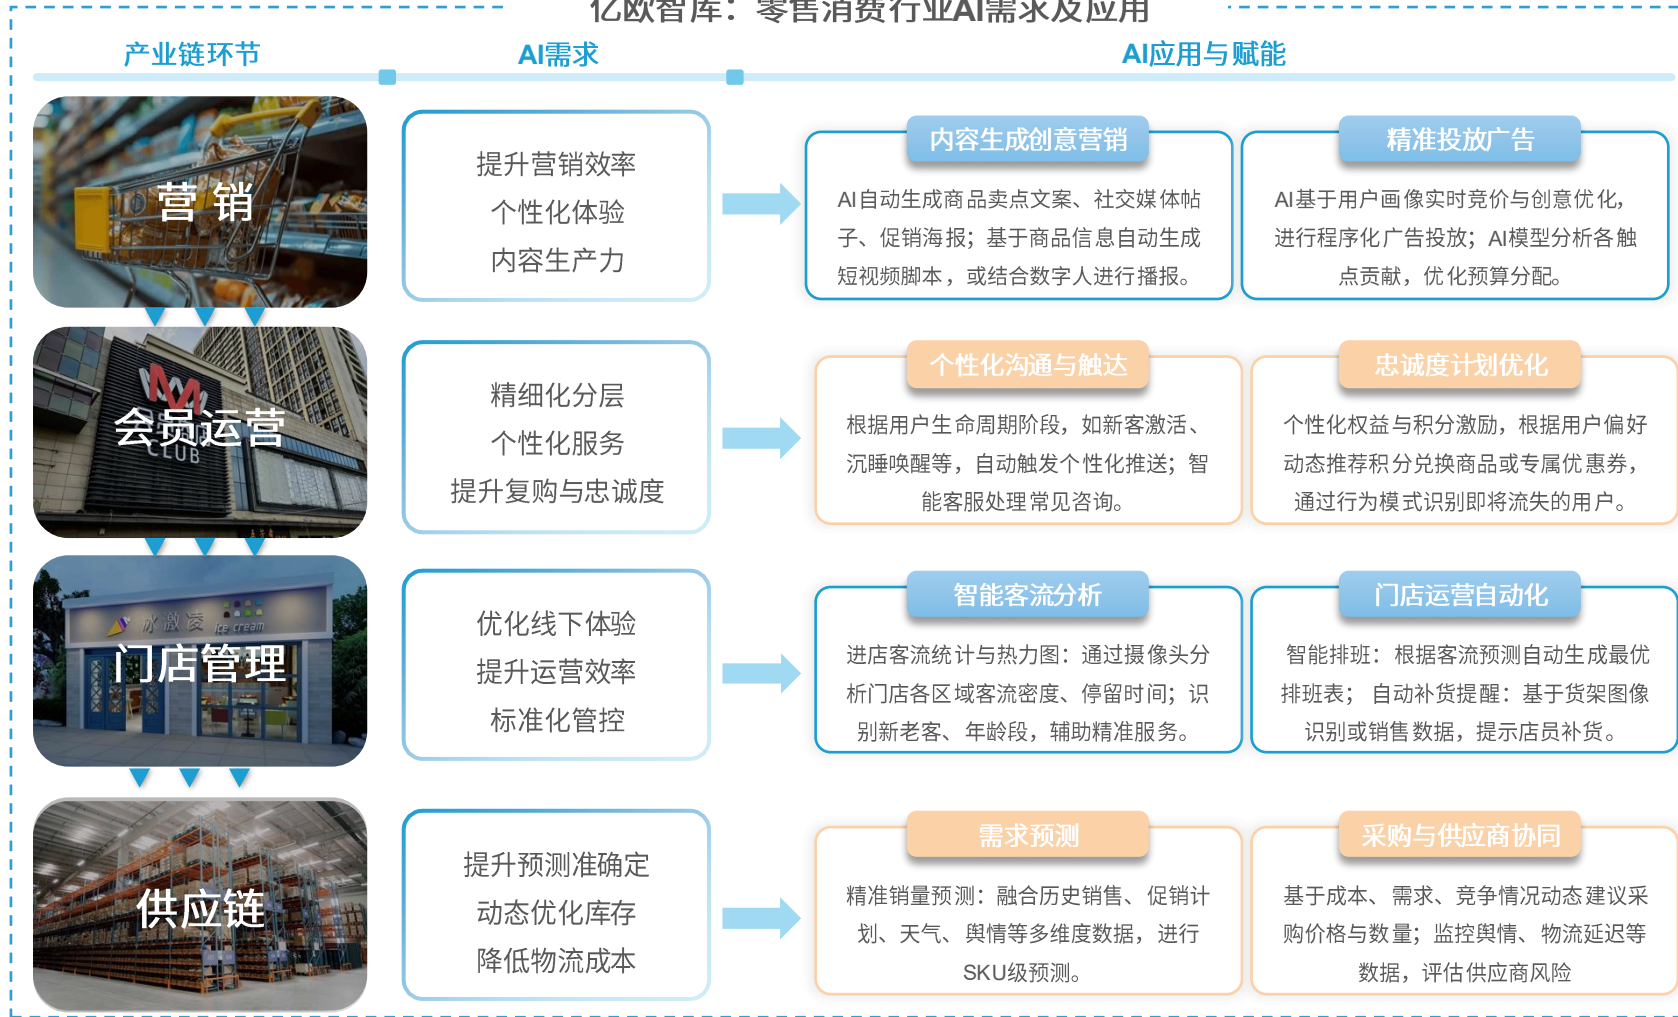 亿欧智库：零售消费行业AI需求及应用
产业链环节
AI需求
AI应用与赋能
营 销
提升营销效率
个性化体验
内容生产力
内容生成创意营销
AI自动生成商品卖点文案、社交媒体帖
子、促销海报；基于商品信息自动生成
短视频脚本，或结合数字人进行播报。
精准投放广告
AI基于用户画像实时竞价与创意优化，
进行程序化广告投放；AI模型分析各触
点贡献，优化预算分配。
会员运营
CLUB
精细化分层
个性化服务
提升复购与忠诚度
个性化沟通与触达
根据用户生命周期阶段，如新客激活、
沉睡唤醒等，自动触发个性化推送；智
能客服处理常见咨询。
忠诚度计划优化
个性化权益与积分激励，根据用户偏好
动态推荐积分兑换商品或专属优惠券，
通过行为模式识别即将流失的用户。
冰激凌
ice cream
门店管理
优化线下体验
提升运营效率
标准化管控
智能客流分析
进店客流统计与热力图：通过摄像头分
析门店各区域客流密度、停留时间；识
别新老客、年龄段，辅助精准服务。
门店运营自动化
智能排班：根据客流预测自动生成最优
排班表； 自动补货提醒：基于货架图像
识别或销售数据，提示店员补货。
供应链
提升预测准确定
动态优化库存
降低物流成本
需求预测
精准销量预测：融合历史销售、促销计
划、天气、舆情等多维度数据，进行
SKU级预测。
采购与供应商协同
基于成本、需求、竞争情况动态建议采
购价格与数量；监控舆情、物流延迟等
数据，评估供应商风险